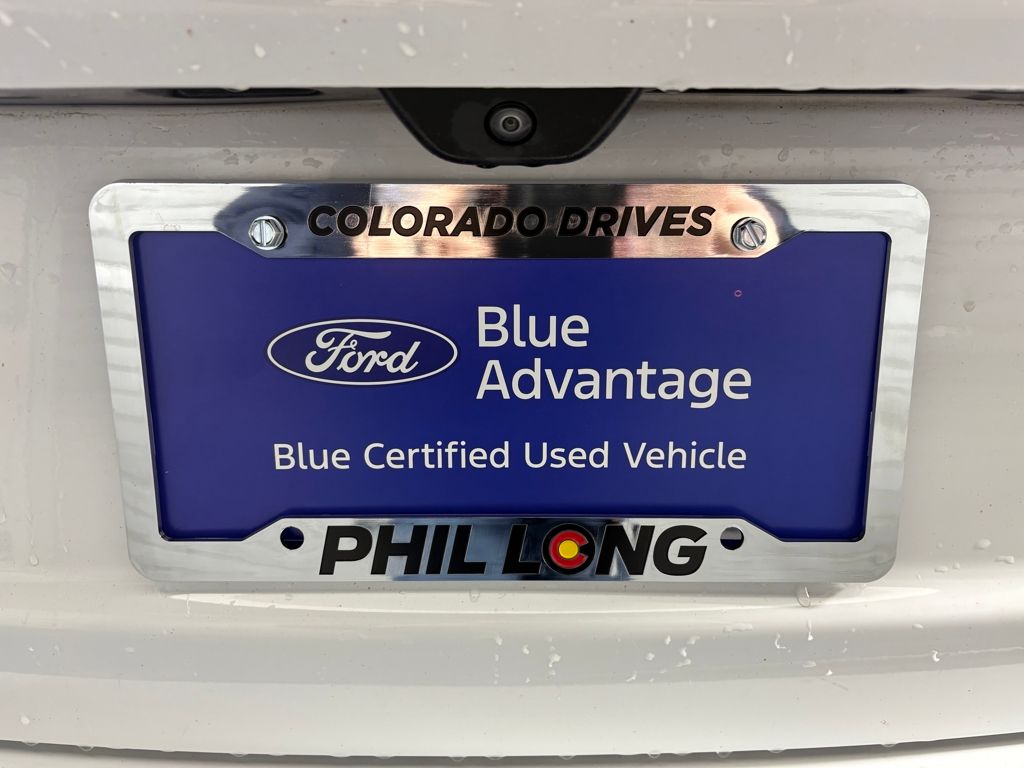 COLORADO DRIVES
Ford
Blue
Advantage
Blue Certified Used Vehicle
PHIL LONG